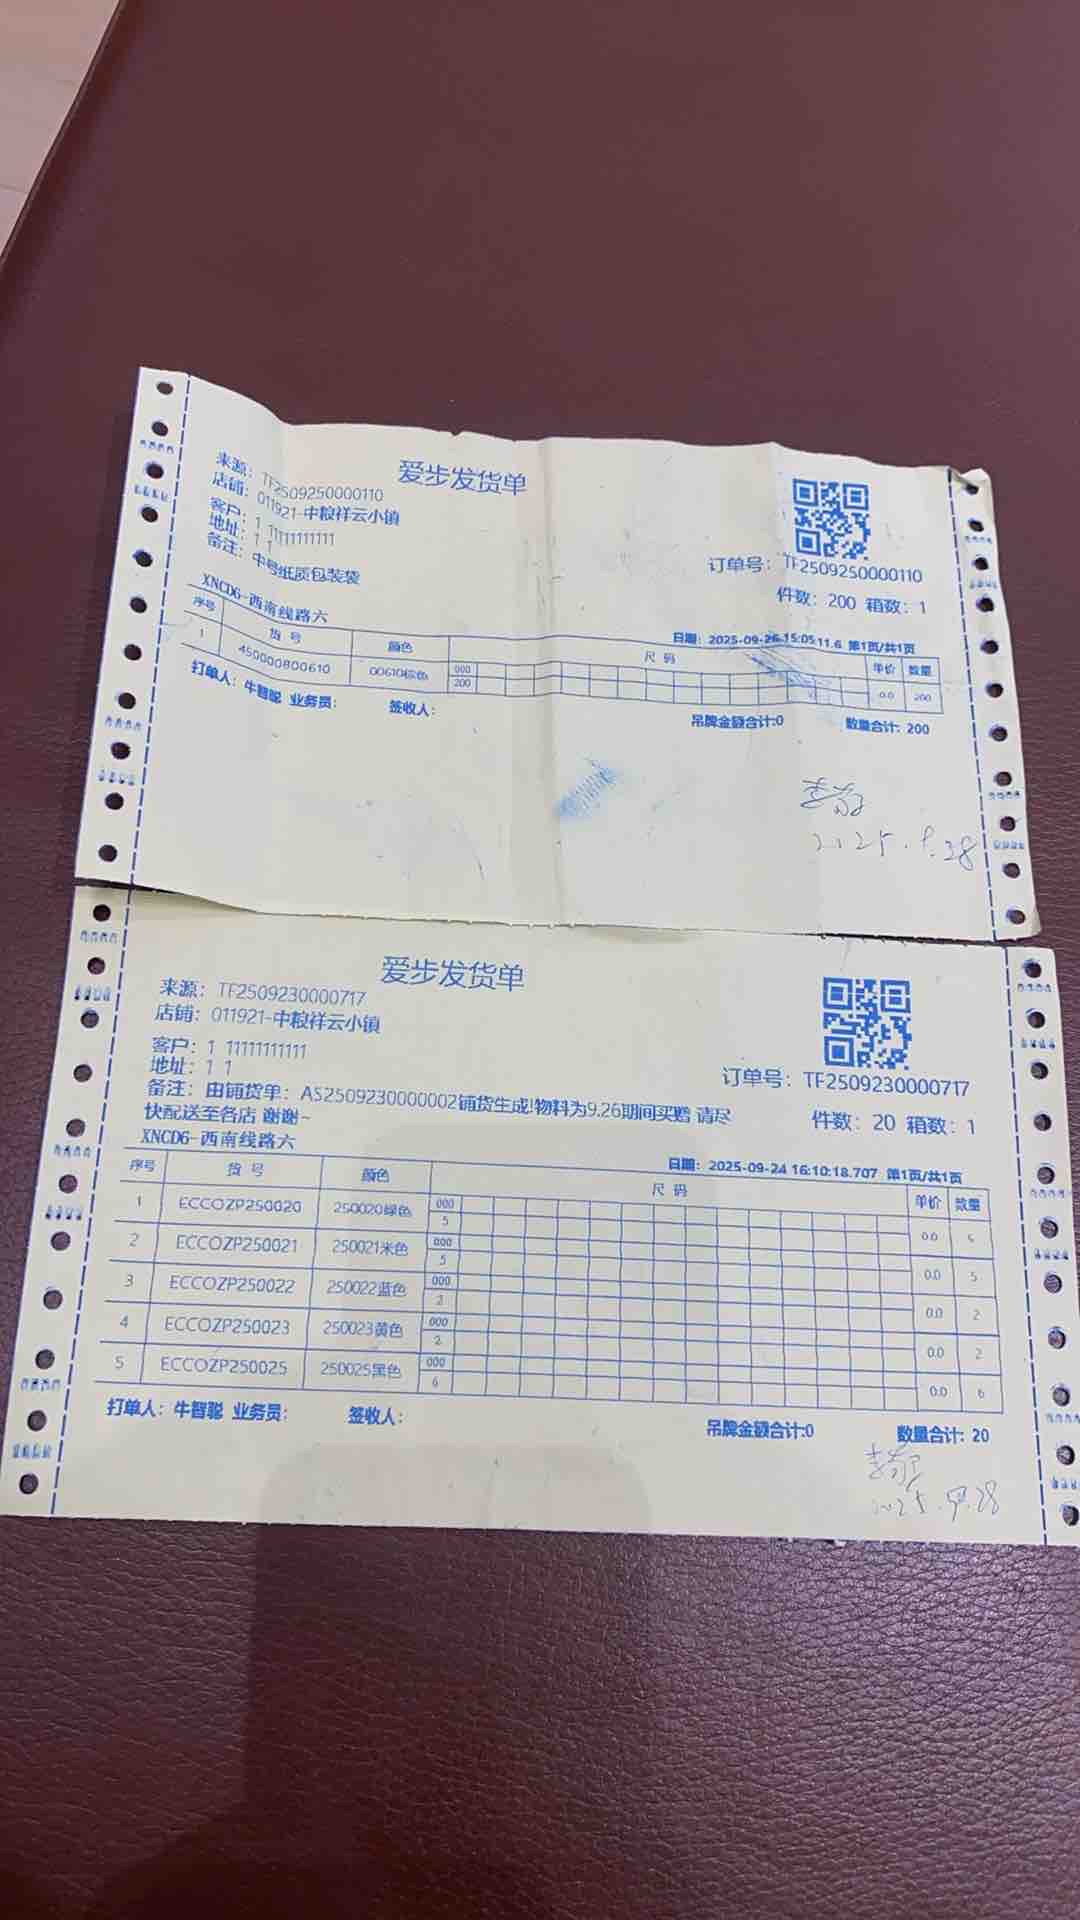 爱步发货单
来源：TF2509250000110
店铺：011921-中粮祥云小镇
客户：1 11111111111
地址：1 1
备注：中号纸质包装袋
订单号：TF2509250000110
件数：200 箱数：1
XNCD6-西南线路六
日期：2025-09-26 15:05:11.6 第1页/共1页
序号 货号 颜色 尺码 单价 数量
1 450000800610 00610棕色 000 0.0 200
200
打单人：牛智聪 业务员： 签收人： 吊牌金额合计:0 数量合计: 200
2025.9.28
爱步发货单
来源：TF2509230000717
店铺：011921-中粮祥云小镇
客户：1 11111111111
地址：1 1
订单号：TF2509230000717
备注：由铺货单：AS2509230000002铺货生成!物料为9.26期间买赠 请尽
快配送至各店 谢谢~
件数：20 箱数：1
XNCD6-西南线路六
日期：2025-09-24 16:10:18.707 第1页/共1页
序号 货号 颜色 尺码 单价 数量
1 ECCOZP250020 250020绿色 000 0.0 5
5
2 ECCOZP250021 250021米色 000 0.0 5
5
3 ECCOZP250022 250022蓝色 000 0.0 2
2
4 ECCOZP250023 250023黄色 000 0.0 2
2
5 ECCOZP250025 250025黑色 000 0.0 6
6
打单人：牛智聪 业务员： 签收人： 吊牌金额合计:0 数量合计: 20
2025.9.28